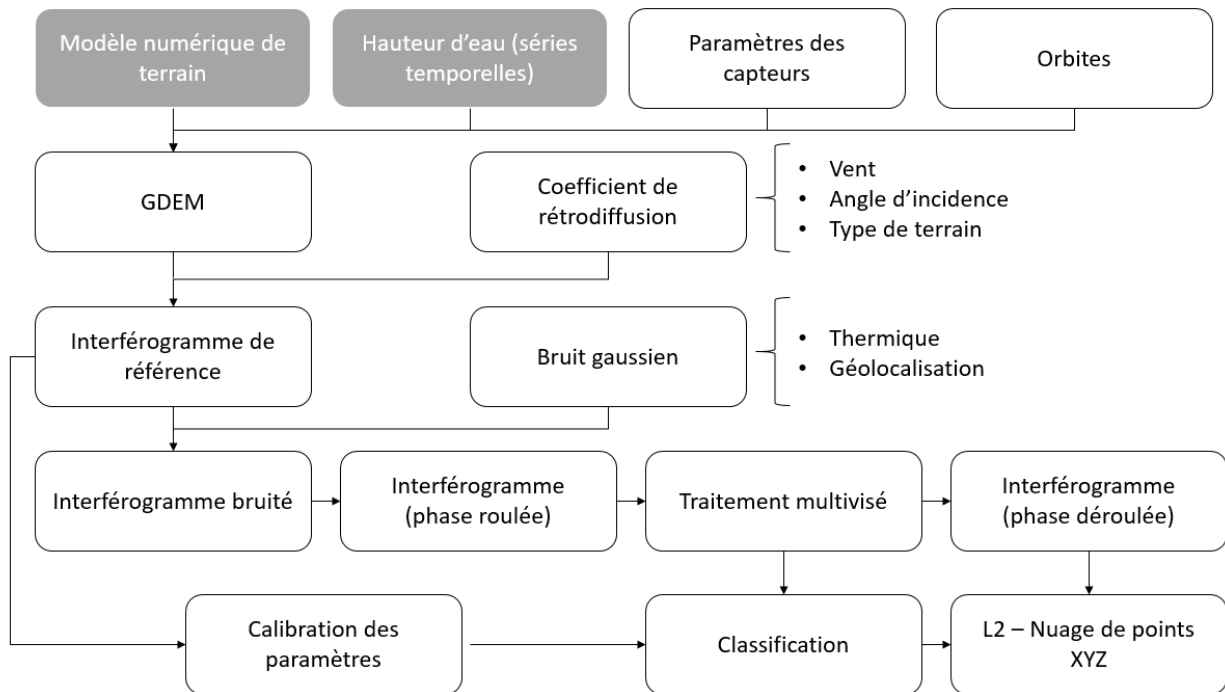 Modèle numérique de
terrain
Hauteur d’eau (séries
temporelles)
Paramètres des
capteurs
Orbites
GDEM
Coefficient de
rétrodiffusion
• Vent
• Angle d’incidence
• Type de terrain
Interférogramme de
référence
Bruit gaussien
• Thermique
• Géolocalisation
Interférogramme bruité
Interférogramme
(phase roulée)
Traitement multivisé
Interférogramme
(phase déroulée)
Calibration des
paramètres
Classification
L2 – Nuage de points
XYZ